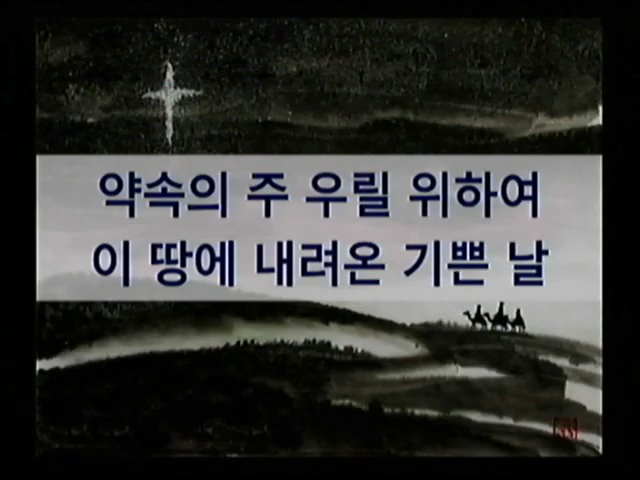 약속의 주 우릴 위하여
이 땅에 내려온 기쁜 날